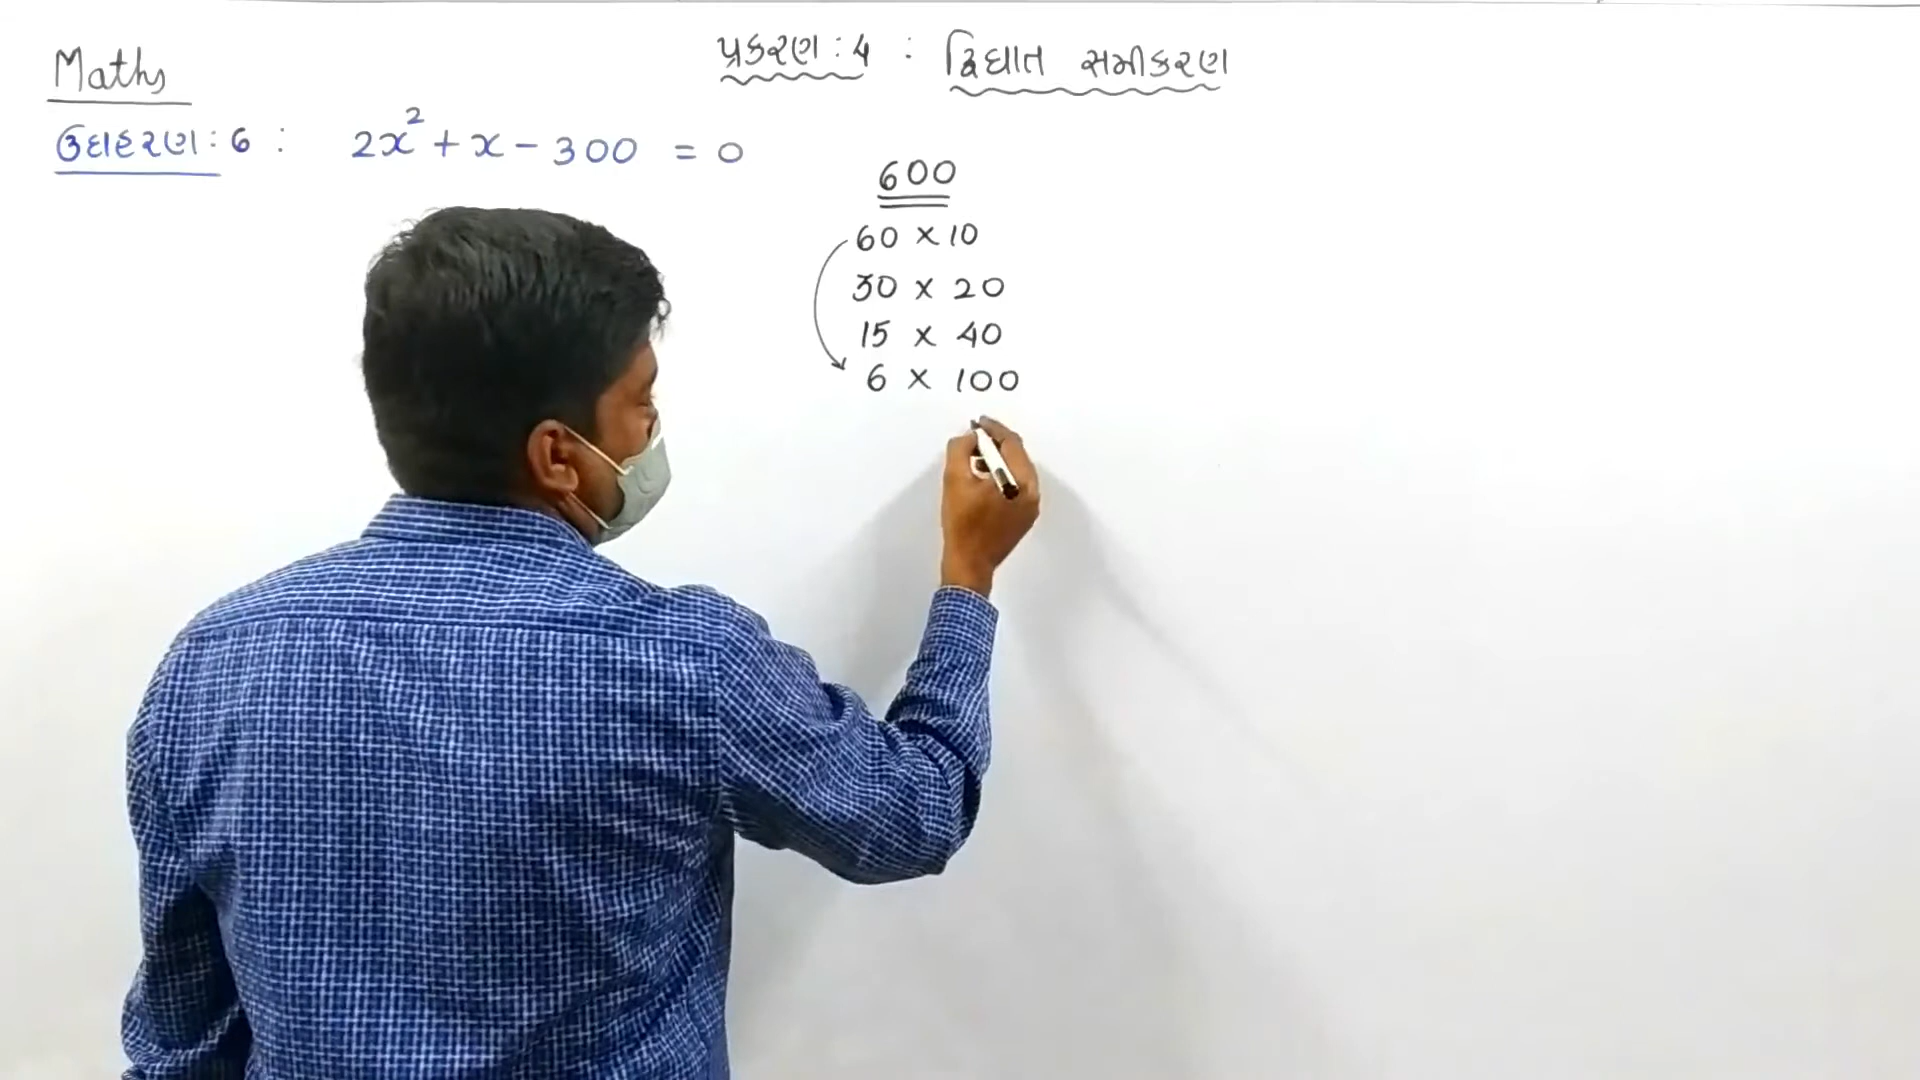 Maths
પ્રકરણ : 4 : દ્વિઘાત સમીકરણ
ઉદાહરણ : 6 : 2x² + x - 300 = 0
600
60 × 10
30 × 20
15 × 40
6 × 100